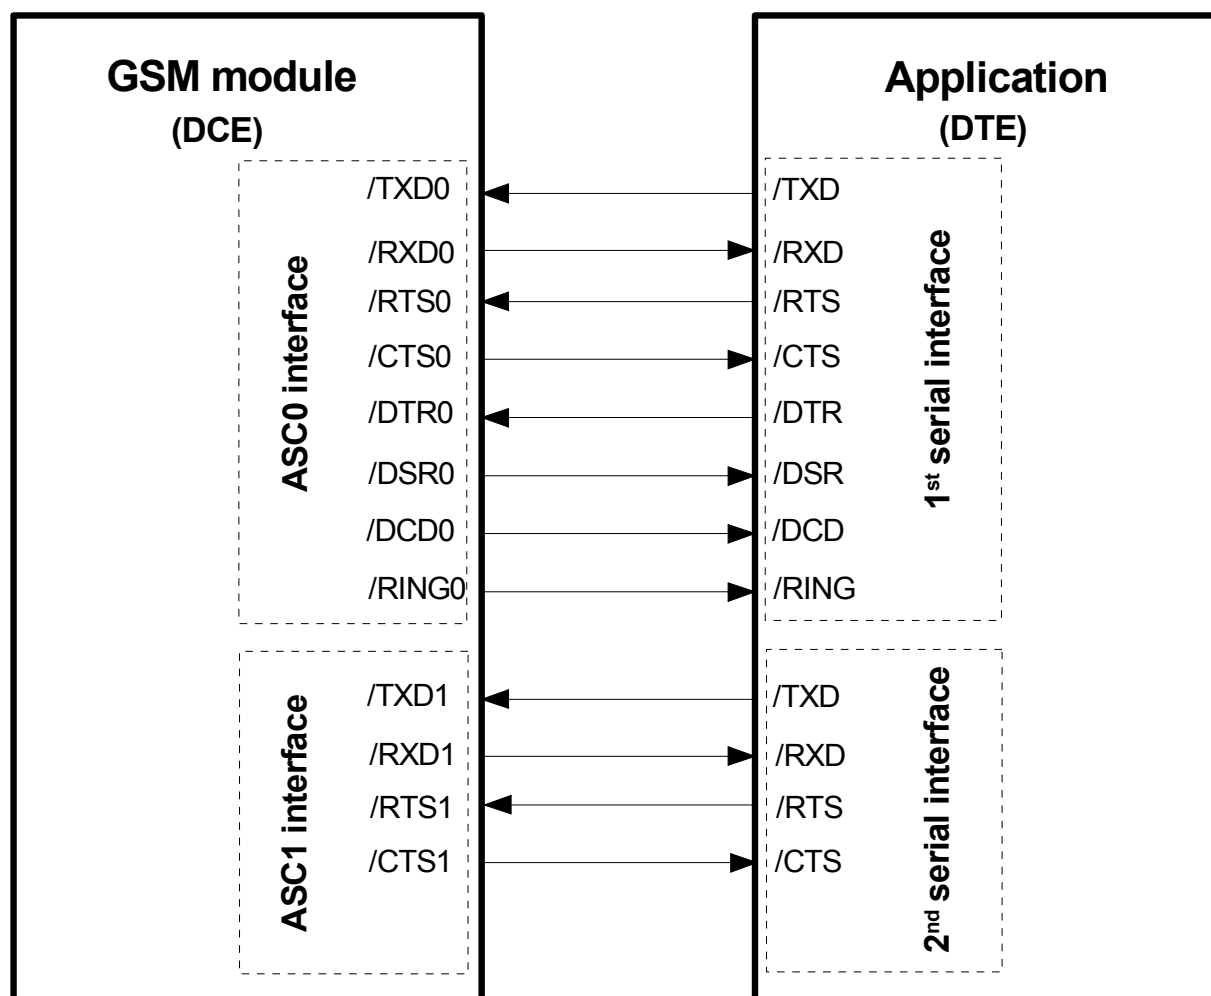 GSM module
(DCE)
ASC0 interface
/TXD0
/RXD0
/RTS0
/CTS0
/DTR0
/DSR0
/DCD0
/RING0
ASC1 interface
/TXD1
/RXD1
/RTS1
/CTS1
Application
(DTE)
/TXD
/RXD
/RTS
/CTS
/DTR
/DSR
/DCD
/RING
1st serial interface
/TXD
/RXD
/RTS
/CTS
2nd serial interface